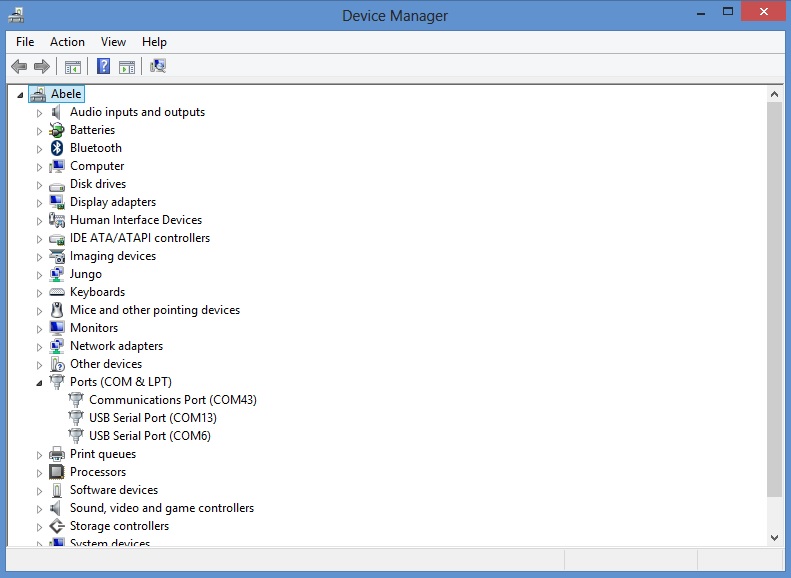 Device Manager
File Action View Help
Abele
Audio inputs and outputs
Batteries
Bluetooth
Computer
Disk drives
Display adapters
Human Interface Devices
IDE ATA/ATAPI controllers
Imaging devices
Jungo
Keyboards
Mice and other pointing devices
Monitors
Network adapters
Other devices
Ports (COM & LPT)
Communications Port (COM43)
USB Serial Port (COM13)
USB Serial Port (COM6)
Print queues
Processors
Software devices
Sound, video and game controllers
Storage controllers
System devices